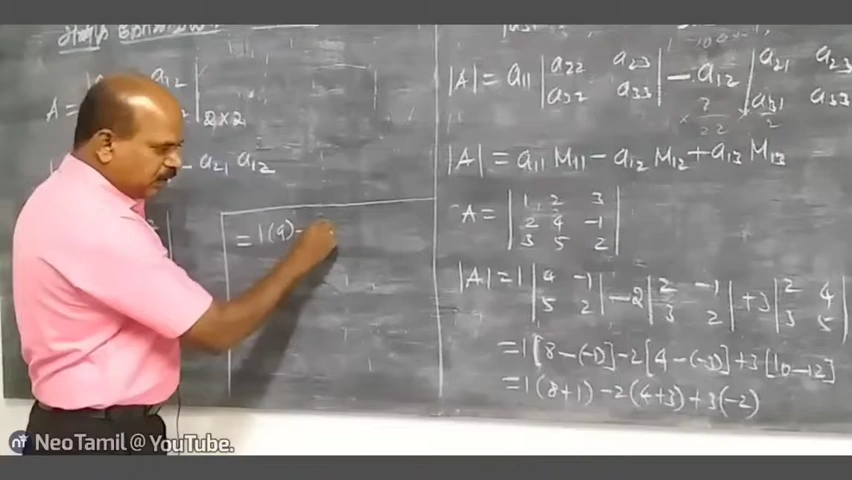 a12
A =
2×2
- a21 a12
= 1(9) -
|A| = a11 |a22 a23| - a12 |a21 a23
a32 a33| a31 a33
|A| = a11 M11 - a12 M12 + a13 M13
A = |1 2 3|
|2 4 -1|
|3 5 2|
|A| = 1 |4 -1| - 2 |2 -1| + 3 |2 4|
|5 2| |3 2| |3 5|
= 1 [8-(-1)] - 2 [4-(-3)] + 3 [10-12]
= 1 (8+1) - 2 (4+3) + 3 (-2)
NeoTamil @ YouTube.